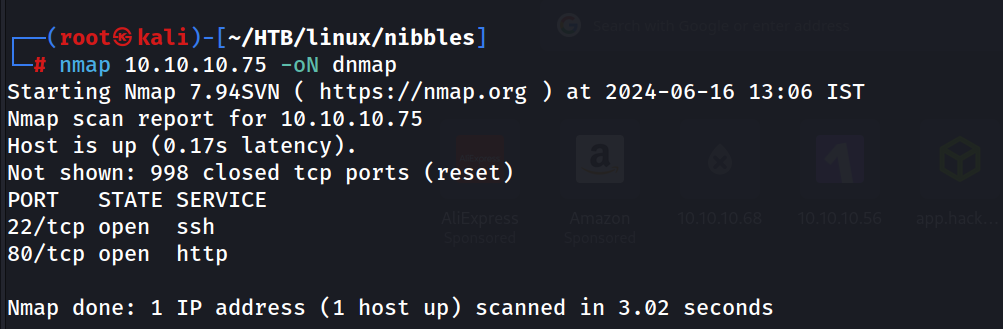 ┌──(root㉿kali)-[~/HTB/linux/nibbles]
└─# nmap 10.10.10.75 -oN dnmap
Starting Nmap 7.94SVN ( https://nmap.org ) at 2024-06-16 13:06 IST
Nmap scan report for 10.10.10.75
Host is up (0.17s latency).
Not shown: 998 closed tcp ports (reset)
PORT   STATE SERVICE
22/tcp open  ssh
80/tcp open  http
Nmap done: 1 IP address (1 host up) scanned in 3.02 seconds
Search with Google or enter address
AliExpress Amazon 10.10.10.68 10.10.10.56 app.hack...
Sponsored Sponsored